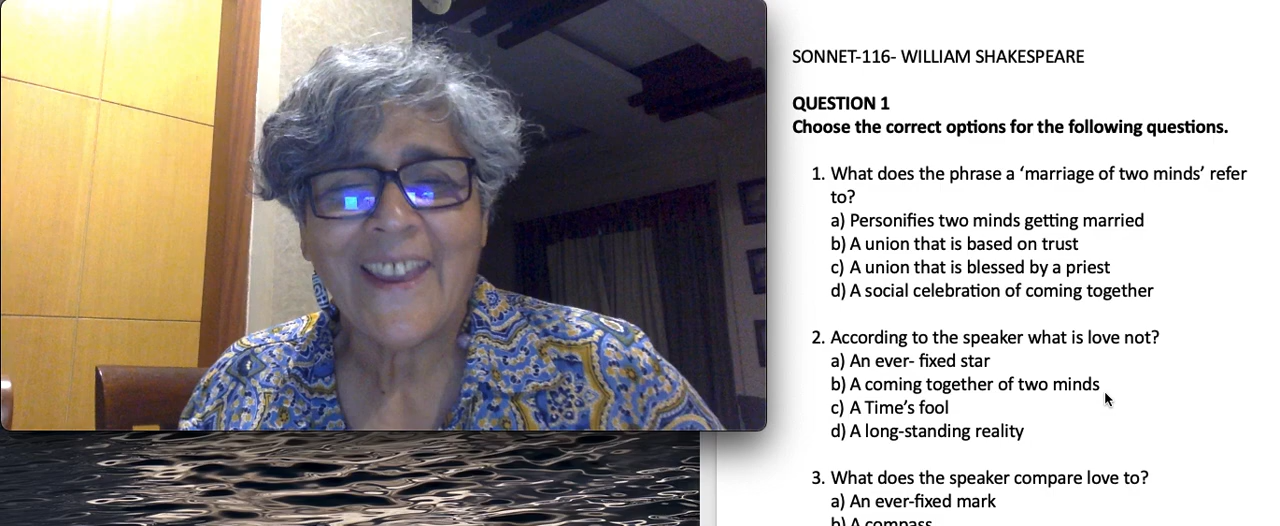 SONNET-116- WILLIAM SHAKESPEARE
QUESTION 1
Choose the correct options for the following questions.
1. What does the phrase a ‘marriage of two minds’ refer
to?
a) Personifies two minds getting married
b) A union that is based on trust
c) A union that is blessed by a priest
d) A social celebration of coming together
2. According to the speaker what is love not?
a) An ever- fixed star
b) A coming together of two minds
c) A Time’s fool
d) A long-standing reality
3. What does the speaker compare love to?
a) An ever-fixed mark
b) A compass